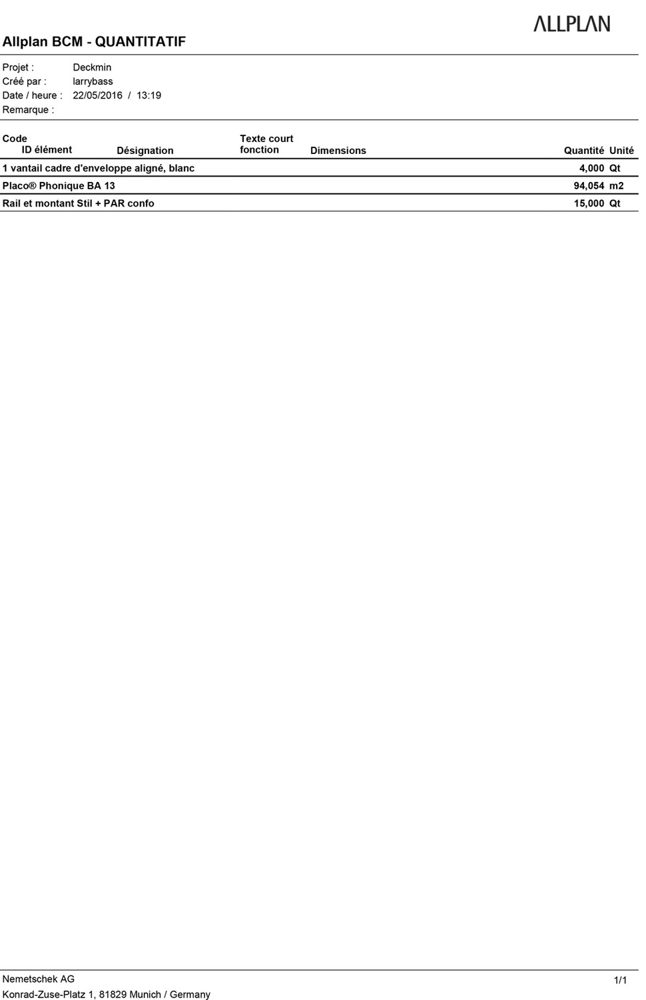 ALLPLAN
Allplan BCM - QUANTITATIF
Projet : Deckmin
Créé par : larrybass
Date / heure : 22/05/2016 / 13:19
Remarque :
Code Texte court
ID élément Désignation fonction Dimensions Quantité Unité
1 vantail cadre d'enveloppe aligné, blanc 4,000 Qt
Placo® Phonique BA 13 94,054 m2
Rail et montant Stil + PAR confo 15,000 Qt
Nemetschek AG 1/1
Konrad-Zuse-Platz 1, 81829 Munich / Germany